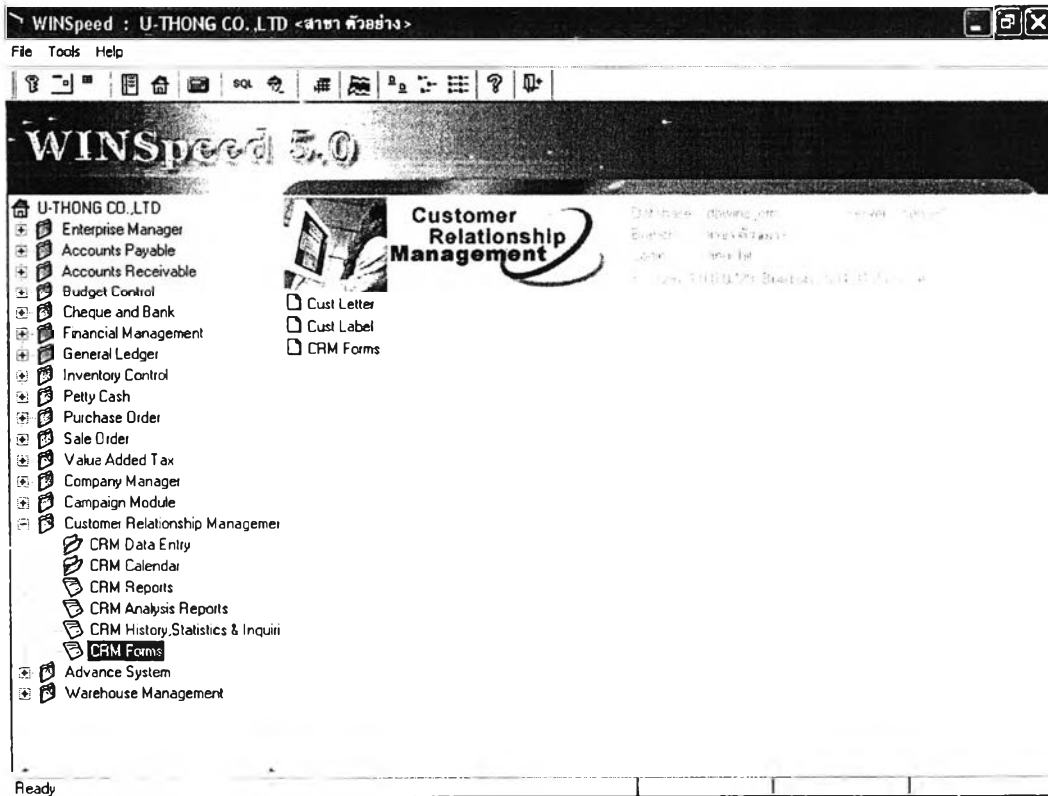 WINSpeed : U-THONG CO.,LTD <สาขา ตัวอย่าง>
File Tools Help
SQL
WINSpeed 5.0
U-THONG CO.,LTD
Enterprise Manager
Accounts Payable
Accounts Receivable
Budget Control
Cheque and Bank
Financial Management
General Ledger
Inventory Control
Petty Cash
Purchase Order
Sale Order
Value Added Tax
Company Manager
Campaign Module
Customer Relationship Managemer
CRM Data Entry
CRM Calendar
CRM Reports
CRM Analysis Reports
CRM History,Statistics & Inquiri
CRM Forms
Advance System
Warehouse Management
Customer
Relationship
Management
Cust Letter
Cust Label
CRM Forms
Ready